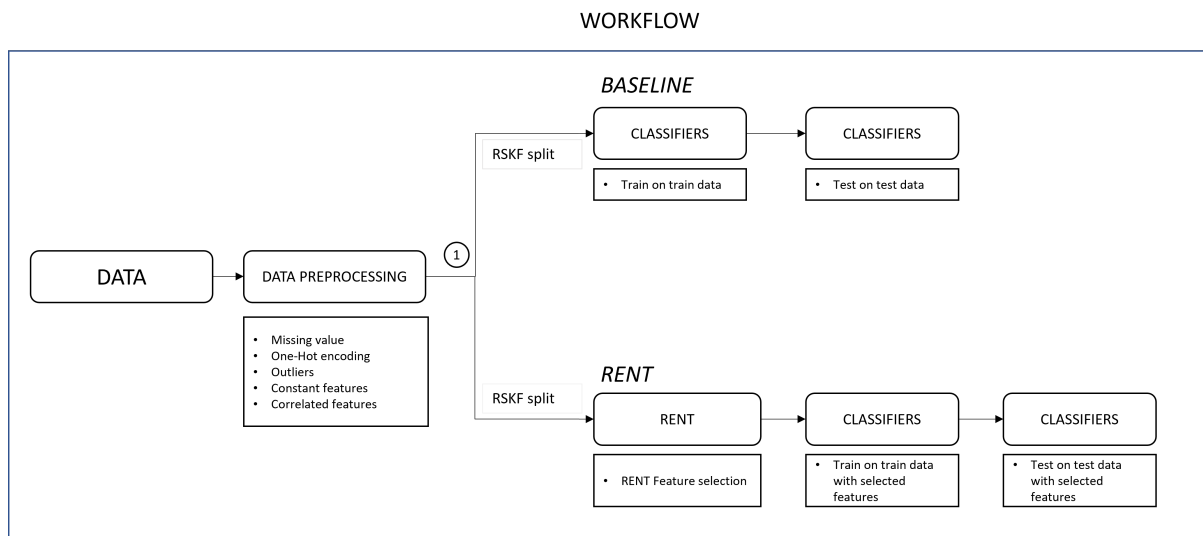 WORKFLOW
BASELINE
CLASSIFIERS
CLASSIFIERS
RSKF split
• Train on train data
• Test on test data
1
DATA
DATA PREPROCESSING
• Missing value
• One-Hot encoding
• Outliers
• Constant features
• Correlated features
RENT
RSKF split
RENT
CLASSIFIERS
CLASSIFIERS
• RENT Feature selection
• Train on train data
with selected
features
• Test on test data
with selected
features